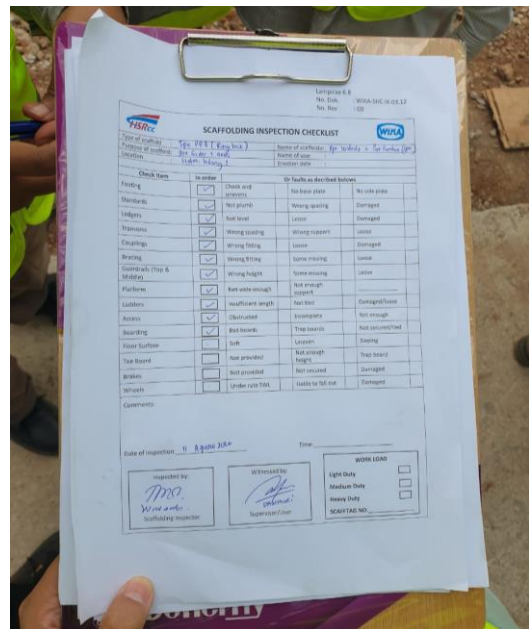 Lampiran 6.8
No. Dok. : WIKA-SHE-IK-03.12
No. Rev : 00
HSRcc
SCAFFOLDING INSPECTION CHECKLIST
WIKA
Type of scaffold :
Purpose of scaffold:
Location
Name of scaffolder
Name of user :
Erection date :
Check Item In order Or faults as described below
Footing Check and prevents No base plate No sole plate
Standards Not plumb Wrong spacing Damaged
Ledgers Not level Loose Damaged
Transoms Wrong spacing Wrong support Loose
Couplings Wrong fitting Loose Damaged
Bracing Wrong fitting Some missing Loose
Guardrails (Top & Middle) Wrong height Some missing Loose
Platform Not wide enough Not enough support
Ladders Insufficient length Not tied Damaged/loose
Access Obstructed Incomplete Not enough
Boarding Bad boards Trap boards Not secured/tied
Floor Surface Soft Uneven
Toe Board Not provided Not enough height Trap board
Brakes Not provided Not secured Damaged
Wheels Under rate SWL Liable to fall out Damaged
Comments:
Date of inspection 11
Time
Inspected by:
Scaffolding Inspector
Witnessed by:
Supervisor/User
WORK LOAD
Light Duty
Medium Duty
Heavy Duty
SCAFFTAG NO.